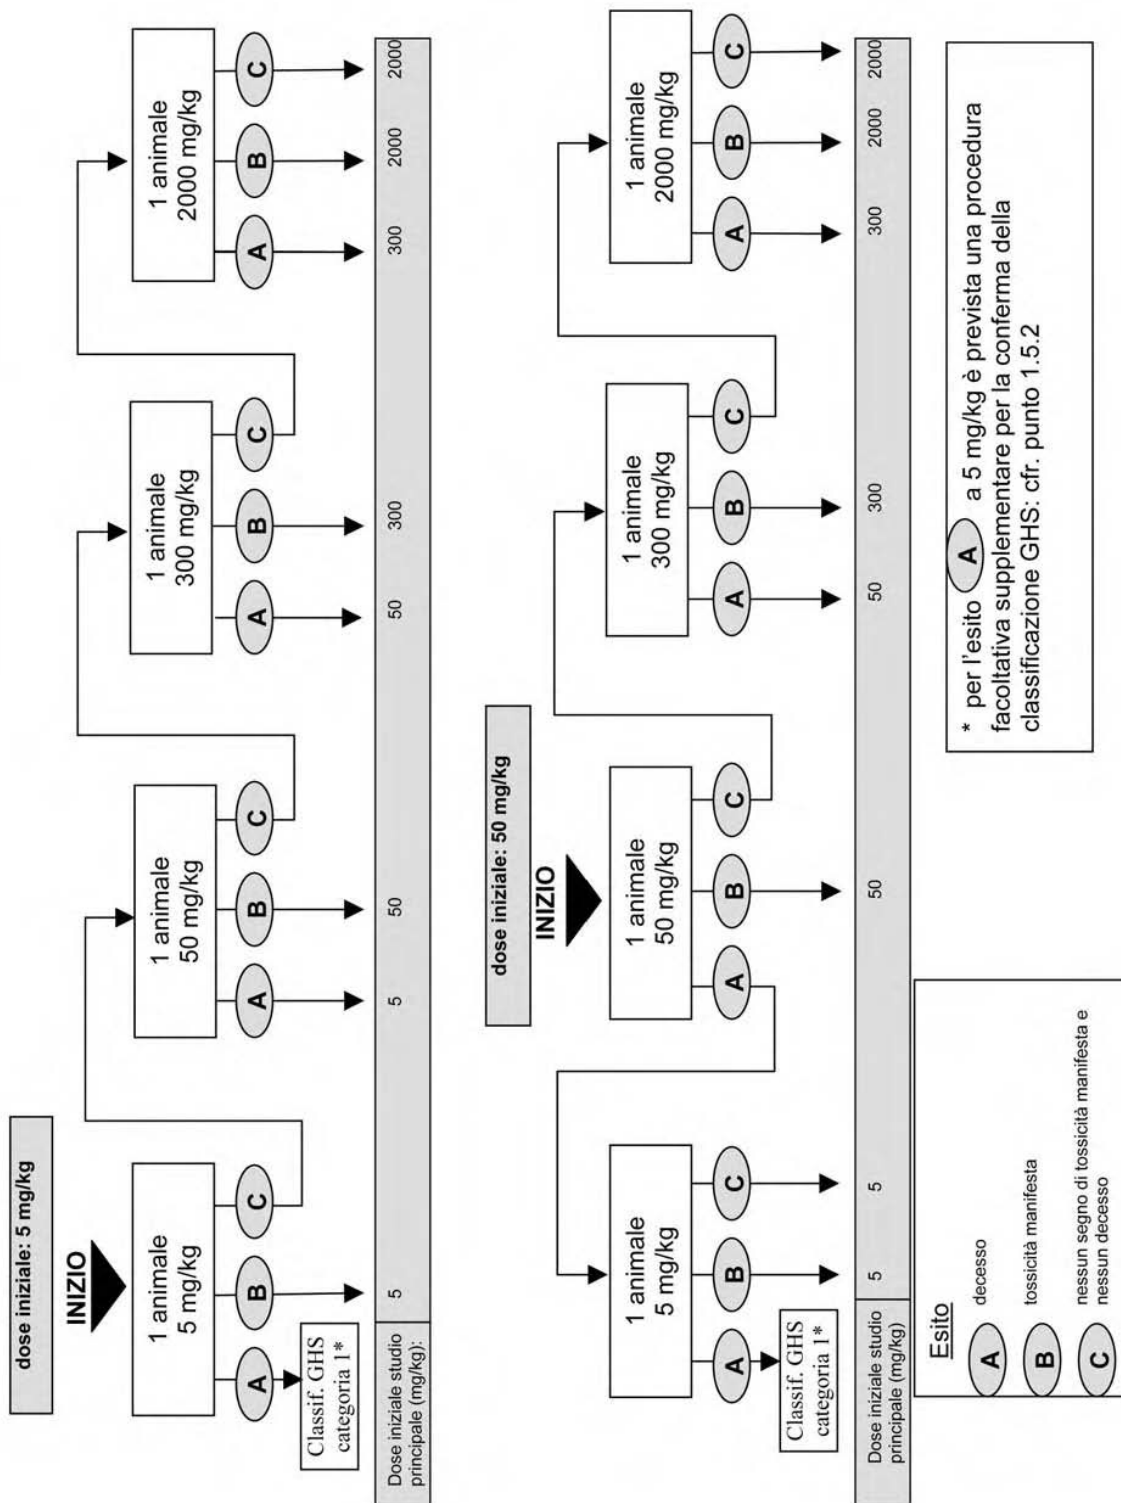 dose iniziale: 5 mg/kg
INIZIO
1 animale
5 mg/kg
A
B
C
1 animale
50 mg/kg
A
B
C
1 animale
300 mg/kg
A
B
C
1 animale
2000 mg/kg
A
B
C
Classif. GHS
categoria 1*
Dose iniziale studio
principale (mg/kg):
5
5
50
50
300
300
2000
2000
dose iniziale: 50 mg/kg
INIZIO
1 animale
5 mg/kg
A
B
C
1 animale
50 mg/kg
A
B
C
1 animale
300 mg/kg
A
B
C
1 animale
2000 mg/kg
A
B
C
Classif. GHS
categoria 1*
Dose iniziale studio
principale (mg/kg)
5
5
50
50
300
300
2000
2000
Esito
A decesso
B tossicità manifesta
C nessun segno di tossicità manifesta e
nessun decesso
* per l'esito A a 5 mg/kg è prevista una procedura
facoltativa supplementare per la conferma della
classificazione GHS: cfr. punto 1.5.2